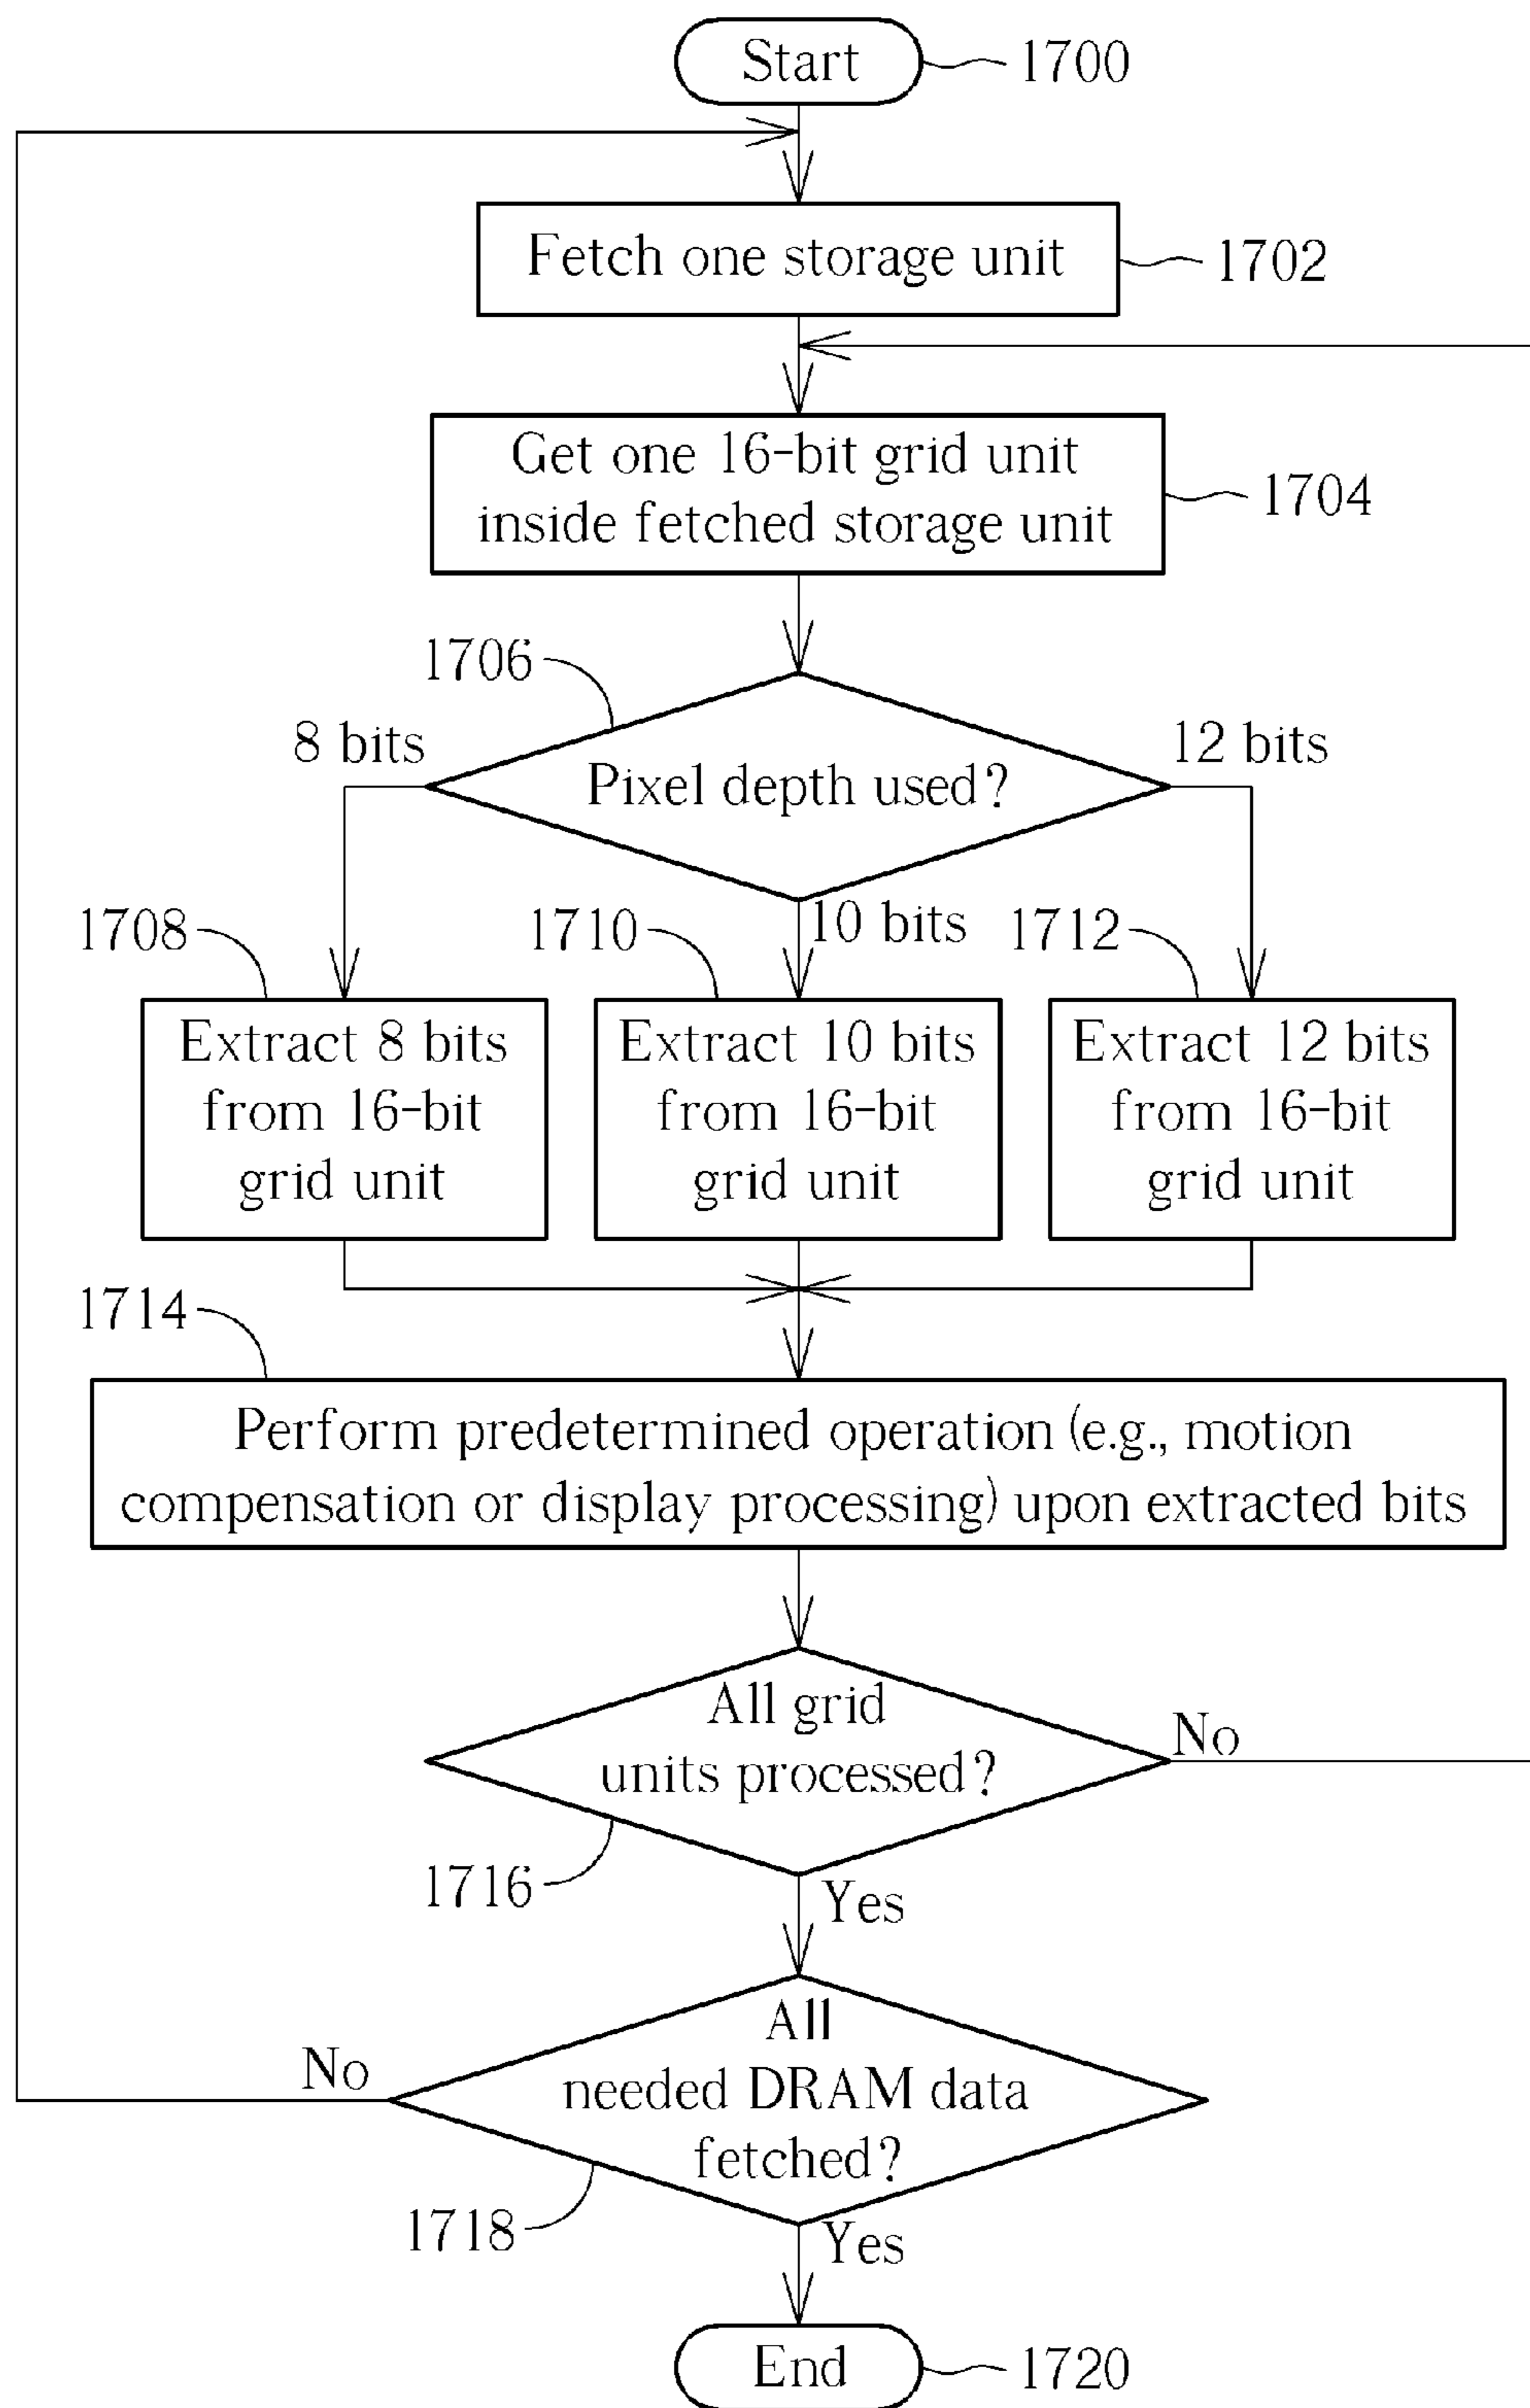 Start
1700
Fetch one storage unit
1702
Get one 16-bit grid unit
inside fetched storage unit
1704
1706
8 bits
12 bits
Pixel depth used?
10 bits
1708
1710
1712
Extract 8 bits
from 16-bit
grid unit
Extract 10 bits
from 16-bit
grid unit
Extract 12 bits
from 16-bit
grid unit
1714
Perform predetermined operation (e.g., motion
compensation or display processing) upon extracted bits
All grid
units processed?
No
1716
Yes
All
needed DRAM data
fetched?
No
1718
Yes
End
1720